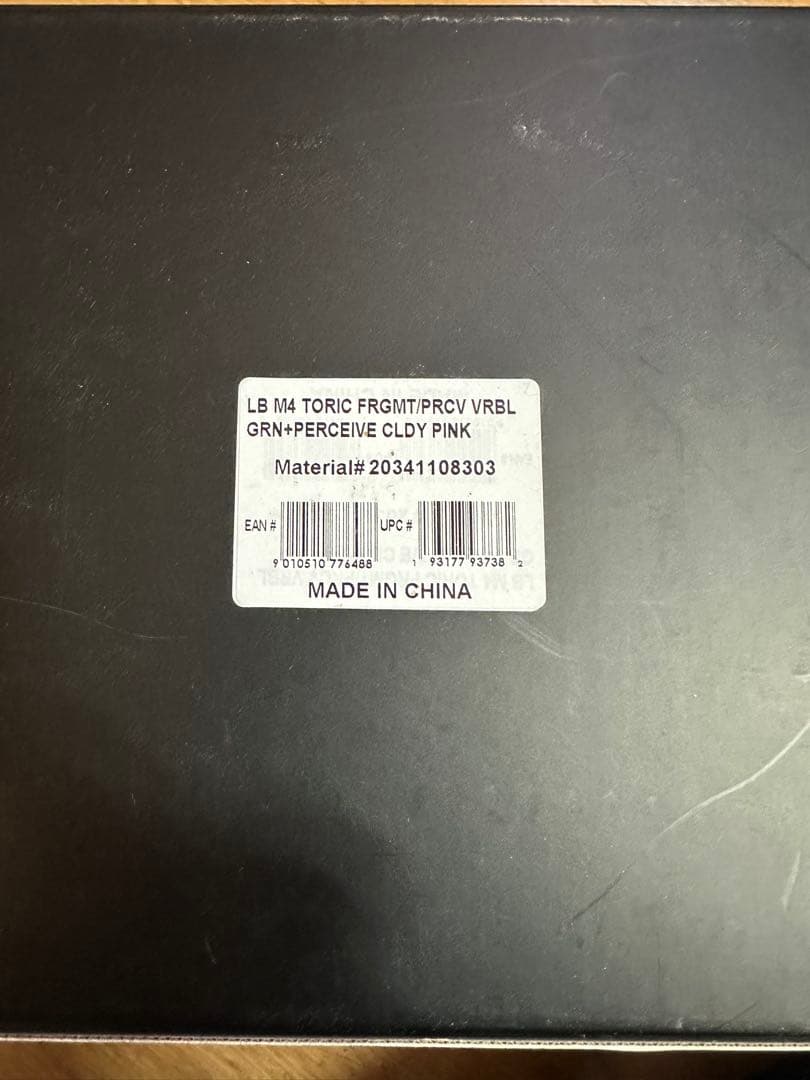 LB M4 TORIC FRGMT/PRCV VRBL
GRN+PERCEIVE CLDY PINK
Material# 20341108303
EAN # UPC #
9 010510 776488 1 93177 93738 2
MADE IN CHINA